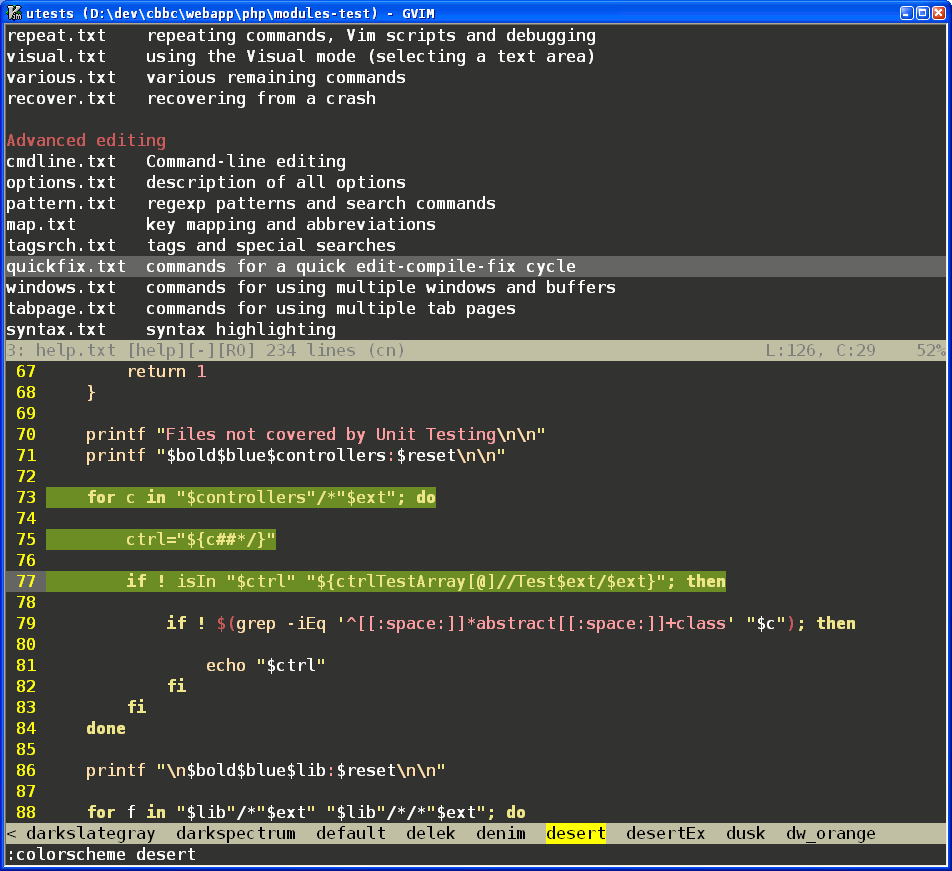 utests (D:\dev\cbbc\webapp\php\modules-test) - GVIM
repeat.txt    repeating commands, Vim scripts and debugging
visual.txt    using the Visual mode (selecting a text area)
various.txt   various remaining commands
recover.txt   recovering from a crash
Advanced editing
cmdline.txt   Command-line editing
options.txt   description of all options
pattern.txt   regexp patterns and search commands
map.txt       key mapping and abbreviations
tagsrch.txt   tags and special searches
quickfix.txt  commands for a quick edit-compile-fix cycle
windows.txt   commands for using multiple windows and buffers
tabpage.txt   commands for using multiple tab pages
syntax.txt    syntax highlighting
3: help.txt [help][-][RO] 234 lines (cn)                                    L:126, C:29    52%
67         return 1
68     }
69
70     printf "Files not covered by Unit Testing\n\n"
71     printf "$bold$blue$controllers:$reset\n\n"
72
73     for c in "$controllers"/*"$ext"; do
74
75         ctrl="${c##*/}"
76
77         if ! isIn "$ctrl" "${ctrlTestArray[@]//Test$ext/$ext}"; then
78
79             if ! $(grep -iEq '^[[:space:]]*abstract[[:space:]]+class' "$c"); then
80
81                 echo "$ctrl"
82             fi
83         fi
84     done
85
86     printf "\n$bold$blue$lib:$reset\n\n"
87
88     for f in "$lib"/*"$ext" "$lib"/*/*"$ext"; do
< darkslategray  darkspectrum  default  delek  denim  desert  desertEx  dusk  dw_orange
:colorscheme desert